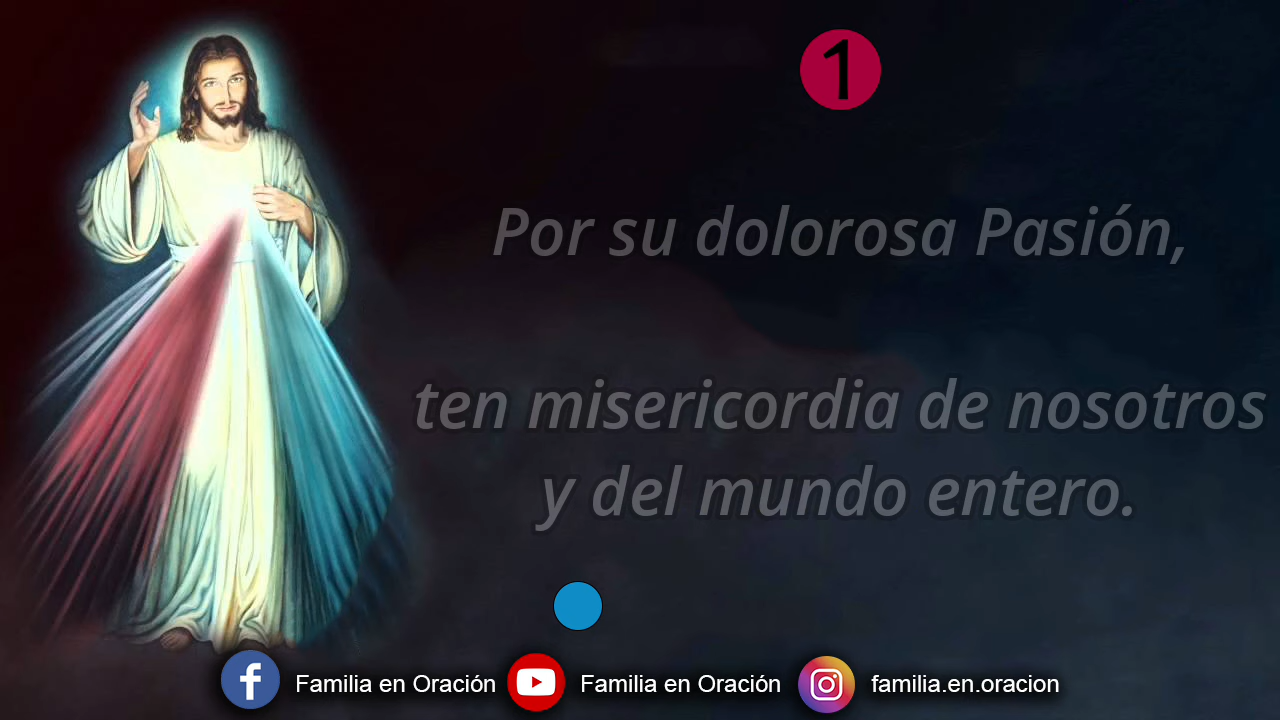 1
Por su dolorosa Pasión,
ten misericordia de nosotros
y del mundo entero.
Familia en Oración
Familia en Oración
familia.en.oracion